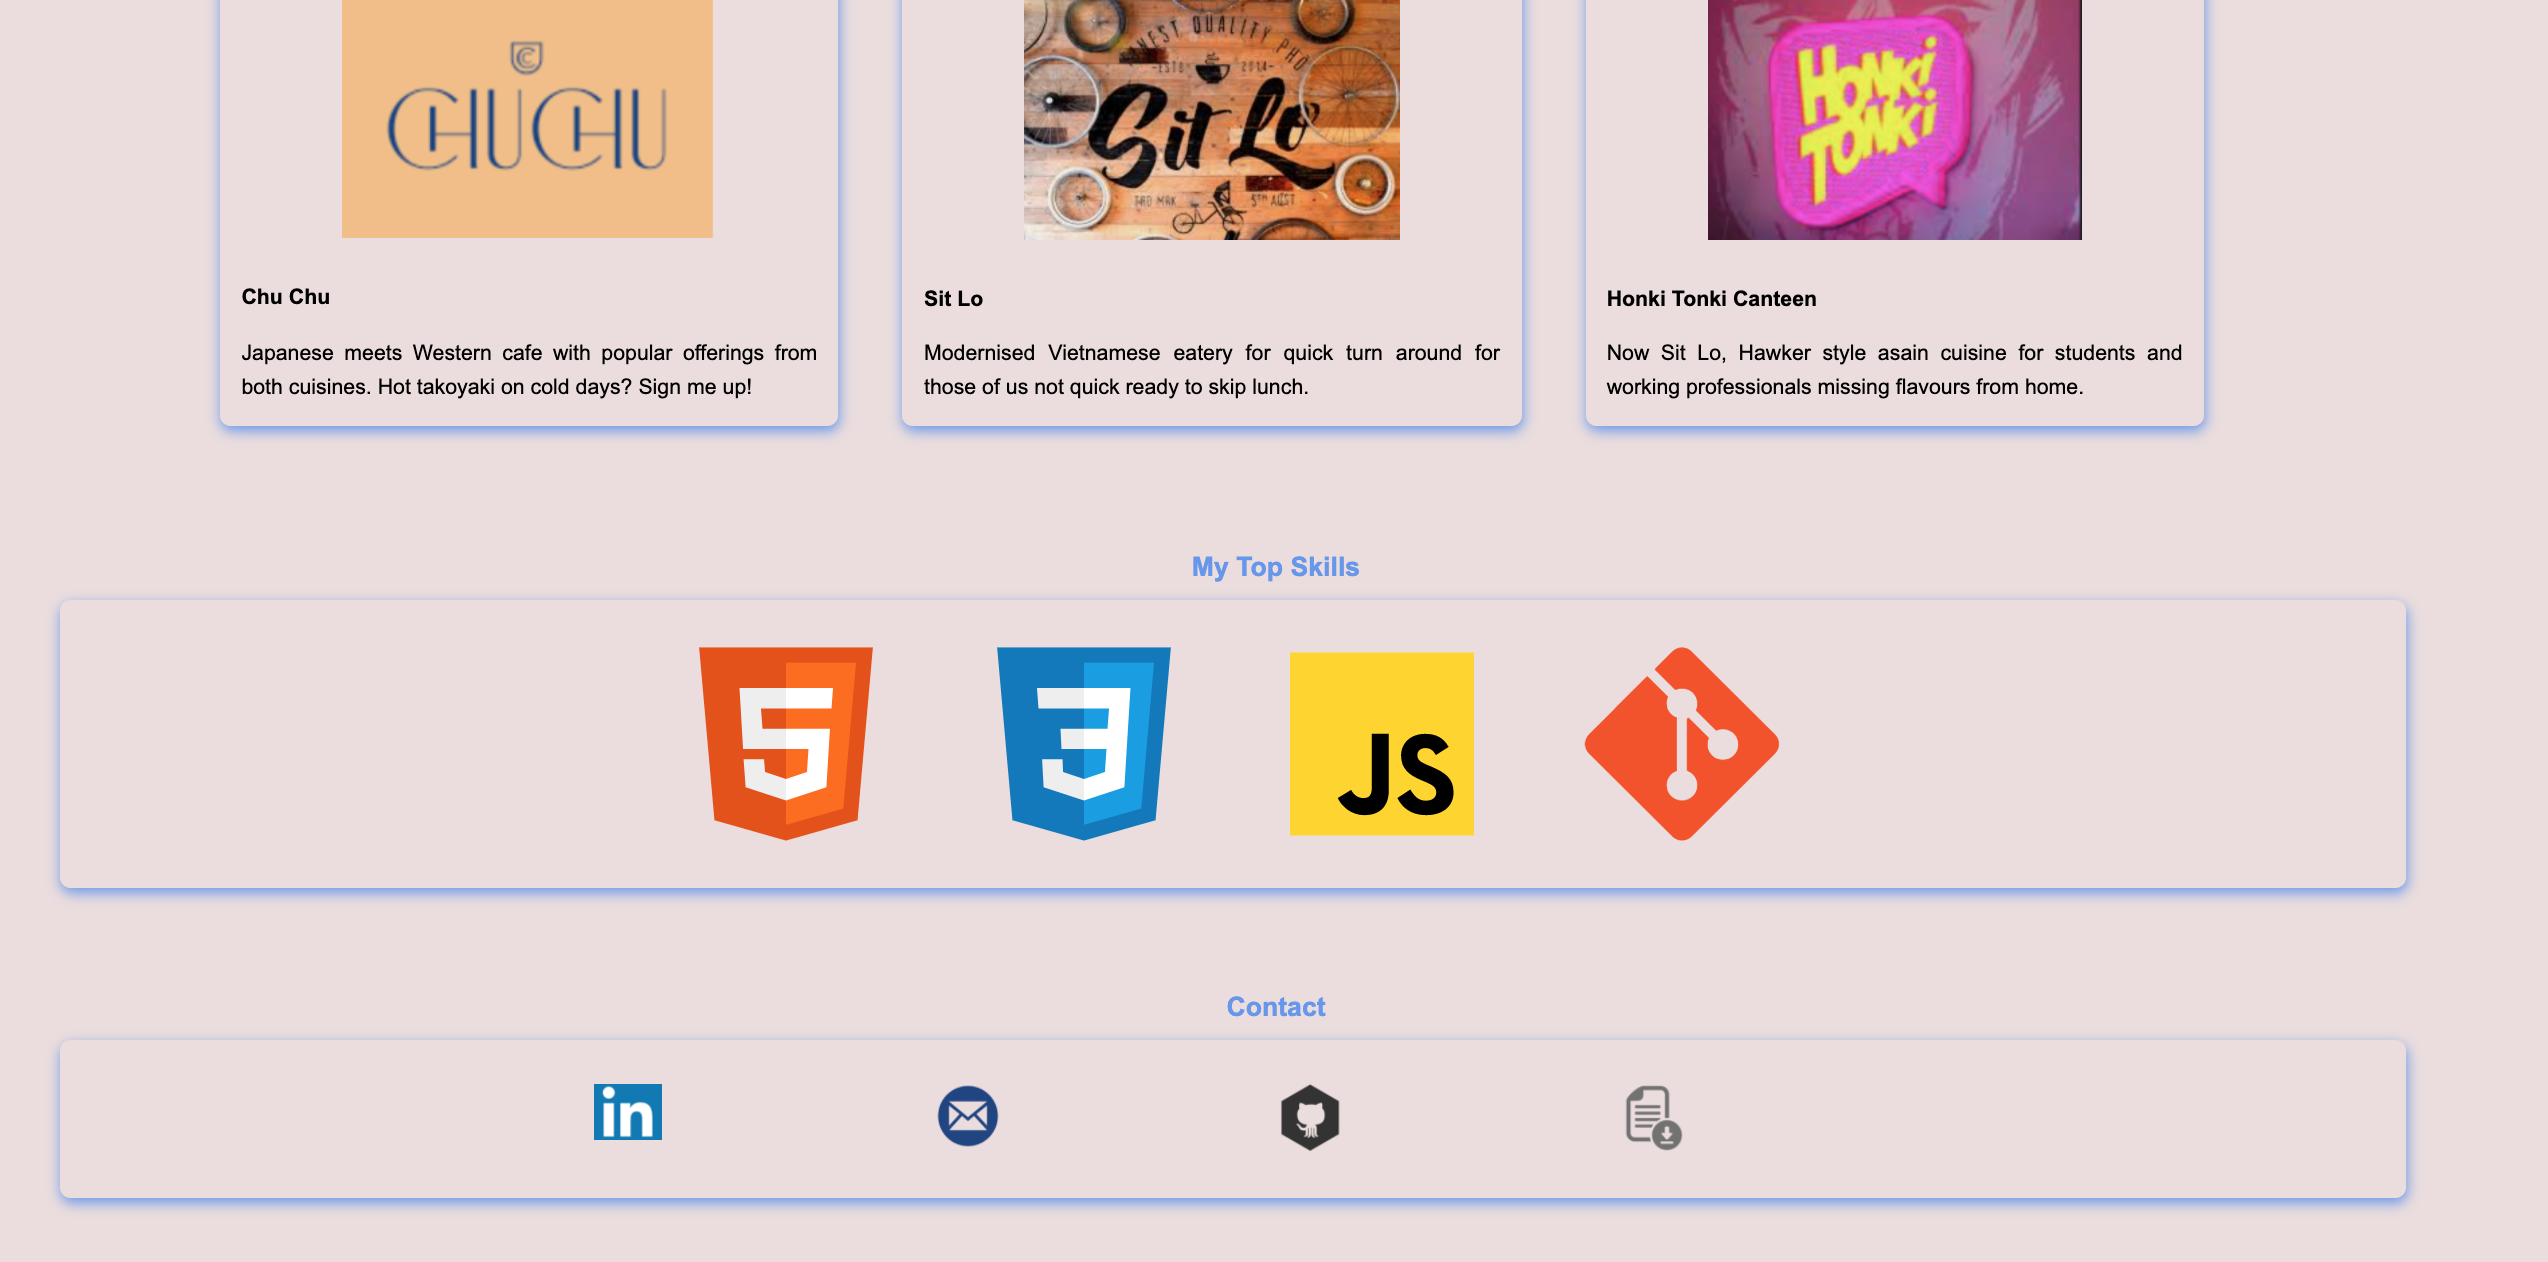 CHUCHU
FINEST QUALITY PHO
-ESTD 2014-
Sit Lo
TRD MRK 5TH AUST
HONKI
TONKI
Chu Chu
Sit Lo
Honki Tonki Canteen
Japanese meets Western cafe with popular offerings from
both cuisines. Hot takoyaki on cold days? Sign me up!
Modernised Vietnamese eatery for quick turn around for
those of us not quick ready to skip lunch.
Now Sit Lo, Hawker style asain cuisine for students and
working professionals missing flavours from home.
My Top Skills
5
3
JS
Contact
in